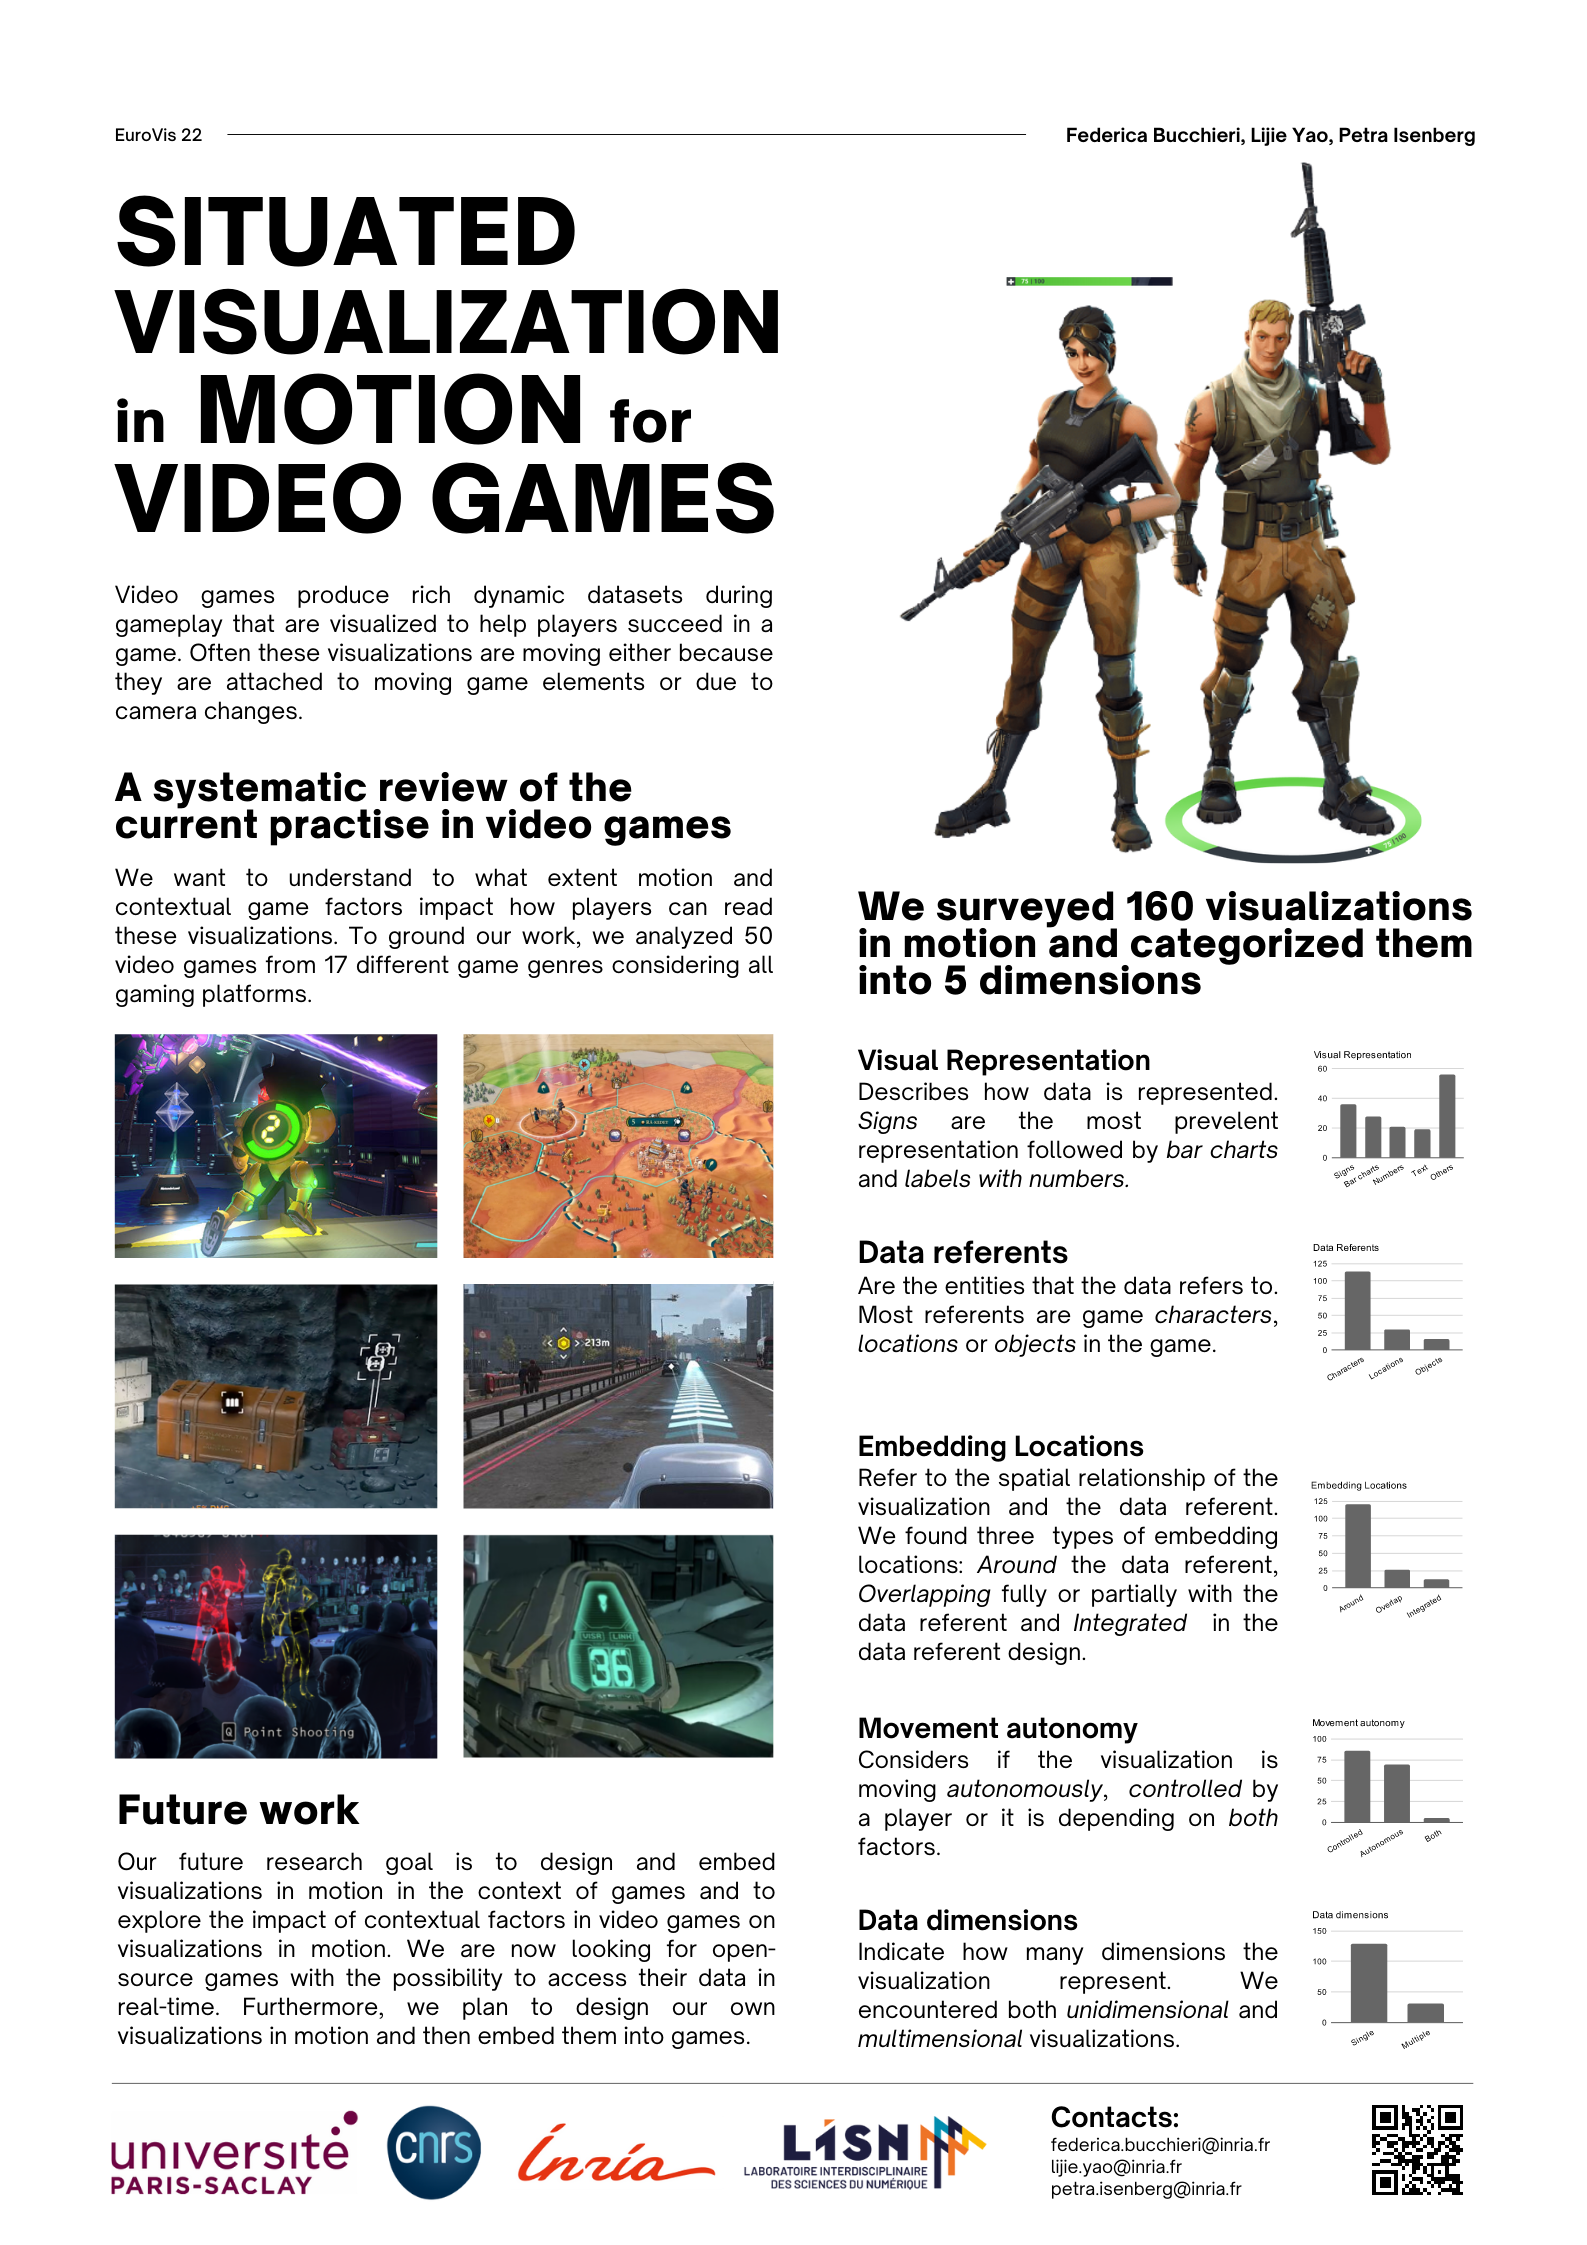 EuroVis 22
Federica Bucchieri, Lijie Yao, Petra Isenberg
SITUATED
VISUALIZATION
in MOTION for
VIDEO GAMES
75 | 100
75 | 100
Video games produce rich dynamic datasets during
gameplay that are visualized to help players succeed in a
game. Often these visualizations are moving either because
they are attached to moving game elements or due to
camera changes.
A systematic review of the
current practise in video games
We want to understand to what extent motion and
contextual game factors impact how players can read
these visualizations. To ground our work, we analyzed 50
video games from 17 different game genres considering all
gaming platforms.
2
213m
Q Point Shooting
VISR LINK
36
Future work
Our future research goal is to design and embed
visualizations in motion in the context of games and to
explore the impact of contextual factors in video games on
visualizations in motion. We are now looking for open-
source games with the possibility to access their data in
real-time. Furthermore, we plan to design our own
visualizations in motion and then embed them into games.
We surveyed 160 visualizations
in motion and categorized them
into 5 dimensions
Visual Representation
Describes how data is represented.
Signs are the most prevelent
representation followed by bar charts
and labels with numbers.
Visual Representation
60
40
20
0
Signs
Bar charts
Numbers
Text
Others
Data referents
Are the entities that the data refers to.
Most referents are game characters,
locations or objects in the game.
Data Referents
125
100
75
50
25
0
Characters
Locations
Objects
Embedding Locations
Refer to the spatial relationship of the
visualization and the data referent.
We found three types of embedding
locations: Around the data referent,
Overlapping fully or partially with the
data referent and Integrated in the
data referent design.
Embedding Locations
125
100
75
50
25
0
Around
Overlap
Integrated
Movement autonomy
Considers if the visualization is
moving autonomously, controlled by
a player or it is depending on both
factors.
Movement autonomy
100
75
50
25
0
Controlled
Autonomous
Both
Data dimensions
Indicate how many dimensions the
visualization represent. We
encountered both unidimensional and
multimensional visualizations.
Data dimensions
150
100
50
0
Single
Multiple
université
PARIS-SACLAY
cnrs
Inria
LISN
LABORATOIRE INTERDISCIPLINAIRE
DES SCIENCES DU NUMÉRIQUE
Contacts:
federica.bucchieri@inria.fr
lijie.yao@inria.fr
petra.isenberg@inria.fr